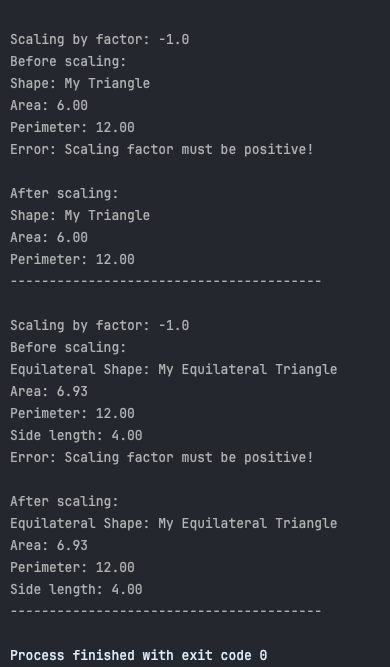 Scaling by factor: -1.0
Before scaling:
Shape: My Triangle
Area: 6.00
Perimeter: 12.00
Error: Scaling factor must be positive!
After scaling:
Shape: My Triangle
Area: 6.00
Perimeter: 12.00
----------------------------------------
Scaling by factor: -1.0
Before scaling:
Equilateral Shape: My Equilateral Triangle
Area: 6.93
Perimeter: 12.00
Side length: 4.00
Error: Scaling factor must be positive!
After scaling:
Equilateral Shape: My Equilateral Triangle
Area: 6.93
Perimeter: 12.00
Side length: 4.00
----------------------------------------
Process finished with exit code 0